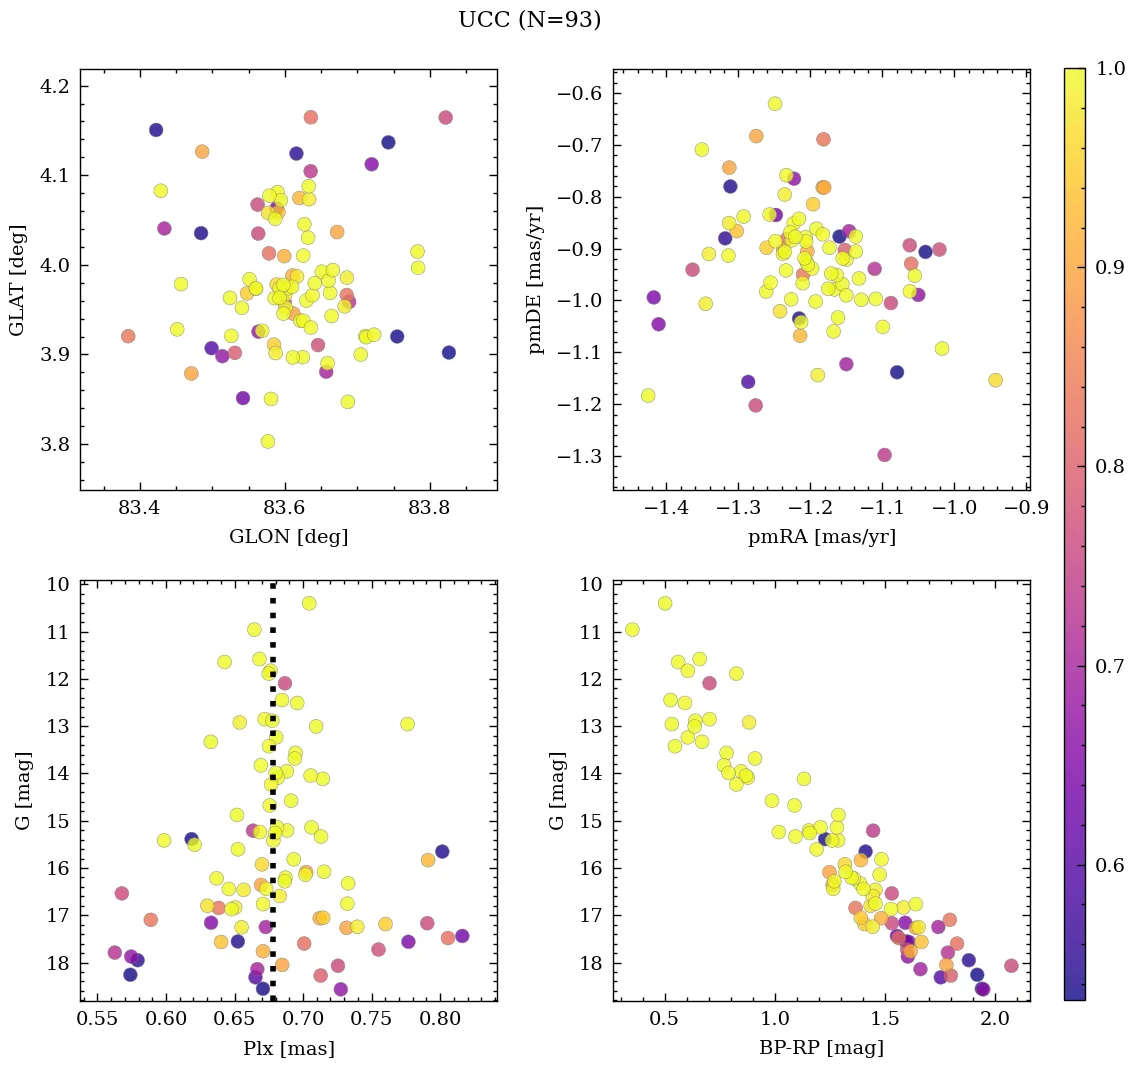 UCC (N=93)
4.2
4.1
4.0
3.9
3.8
GLAT [deg]
83.4 83.6 83.8
GLON [deg]
−0.6
−0.7
−0.8
−0.9
−1.0
−1.1
−1.2
−1.3
pmDE [mas/yr]
−1.4 −1.3 −1.2 −1.1 −1.0 −0.9
pmRA [mas/yr]
10
11
12
13
14
15
16
17
18
G [mag]
0.55 0.60 0.65 0.70 0.75 0.80
Plx [mas]
10
11
12
13
14
15
16
17
18
G [mag]
0.5 1.0 1.5 2.0
BP-RP [mag]
1.0
0.9
0.8
0.7
0.6